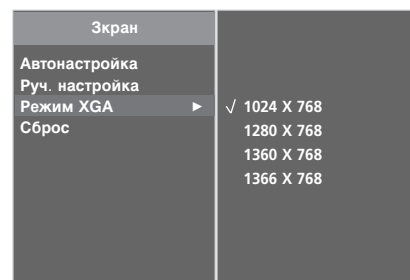 Зкран
Автонастройка
Руч. настройка
Режим XGA ►
Сброс
√ 1024 X 768
1280 X 768
1360 X 768
1366 X 768